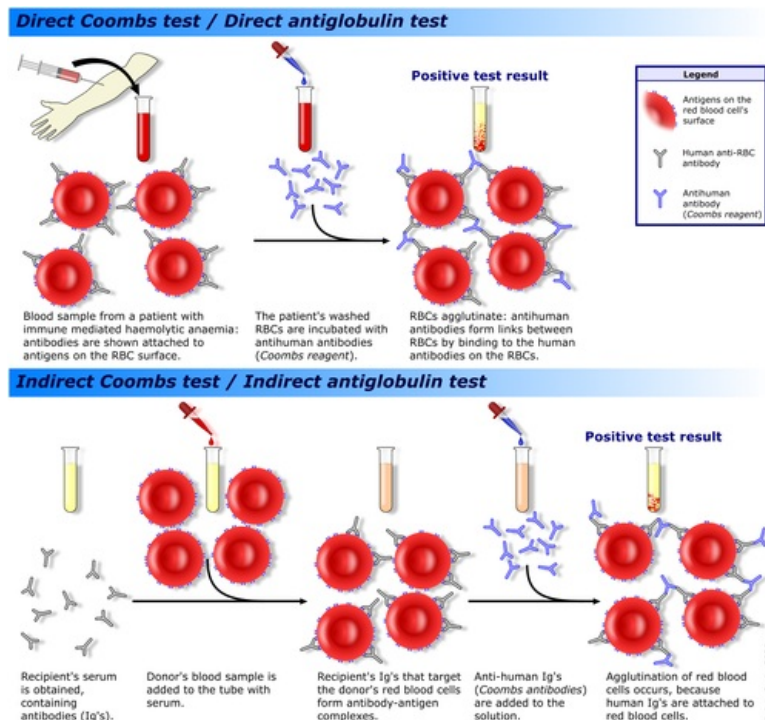 Direct Coombs test / Direct antiglobulin test
Positive test result
Legend
Antigens on the
red blood cell's
surface
Human anti-RBC
antibody
Antihuman
antibody
(Coombs reagent)
Blood sample from a patient with
immune mediated haemolytic anaemia:
antibodies are shown attached to
antigens on the RBC surface.
The patient's washed
RBCs are incubated with
antihuman antibodies
(Coombs reagent).
RBCs agglutinate: antihuman
antibodies form links between
RBCs by binding to the human
antibodies on the RBCs.
Indirect Coombs test / Indirect antiglobulin test
Positive test result
Recipient's serum
is obtained,
containing
antibodies (Ig's).
Donor's blood sample is
added to the tube with
serum.
Recipient's Ig's that target
the donor's red blood cells
form antibody-antigen
complexes.
Anti-human Ig's
(Coombs antibodies)
are added to the
solution.
Agglutination of red blood
cells occurs, because
human Ig's are attached to
red blood cells.